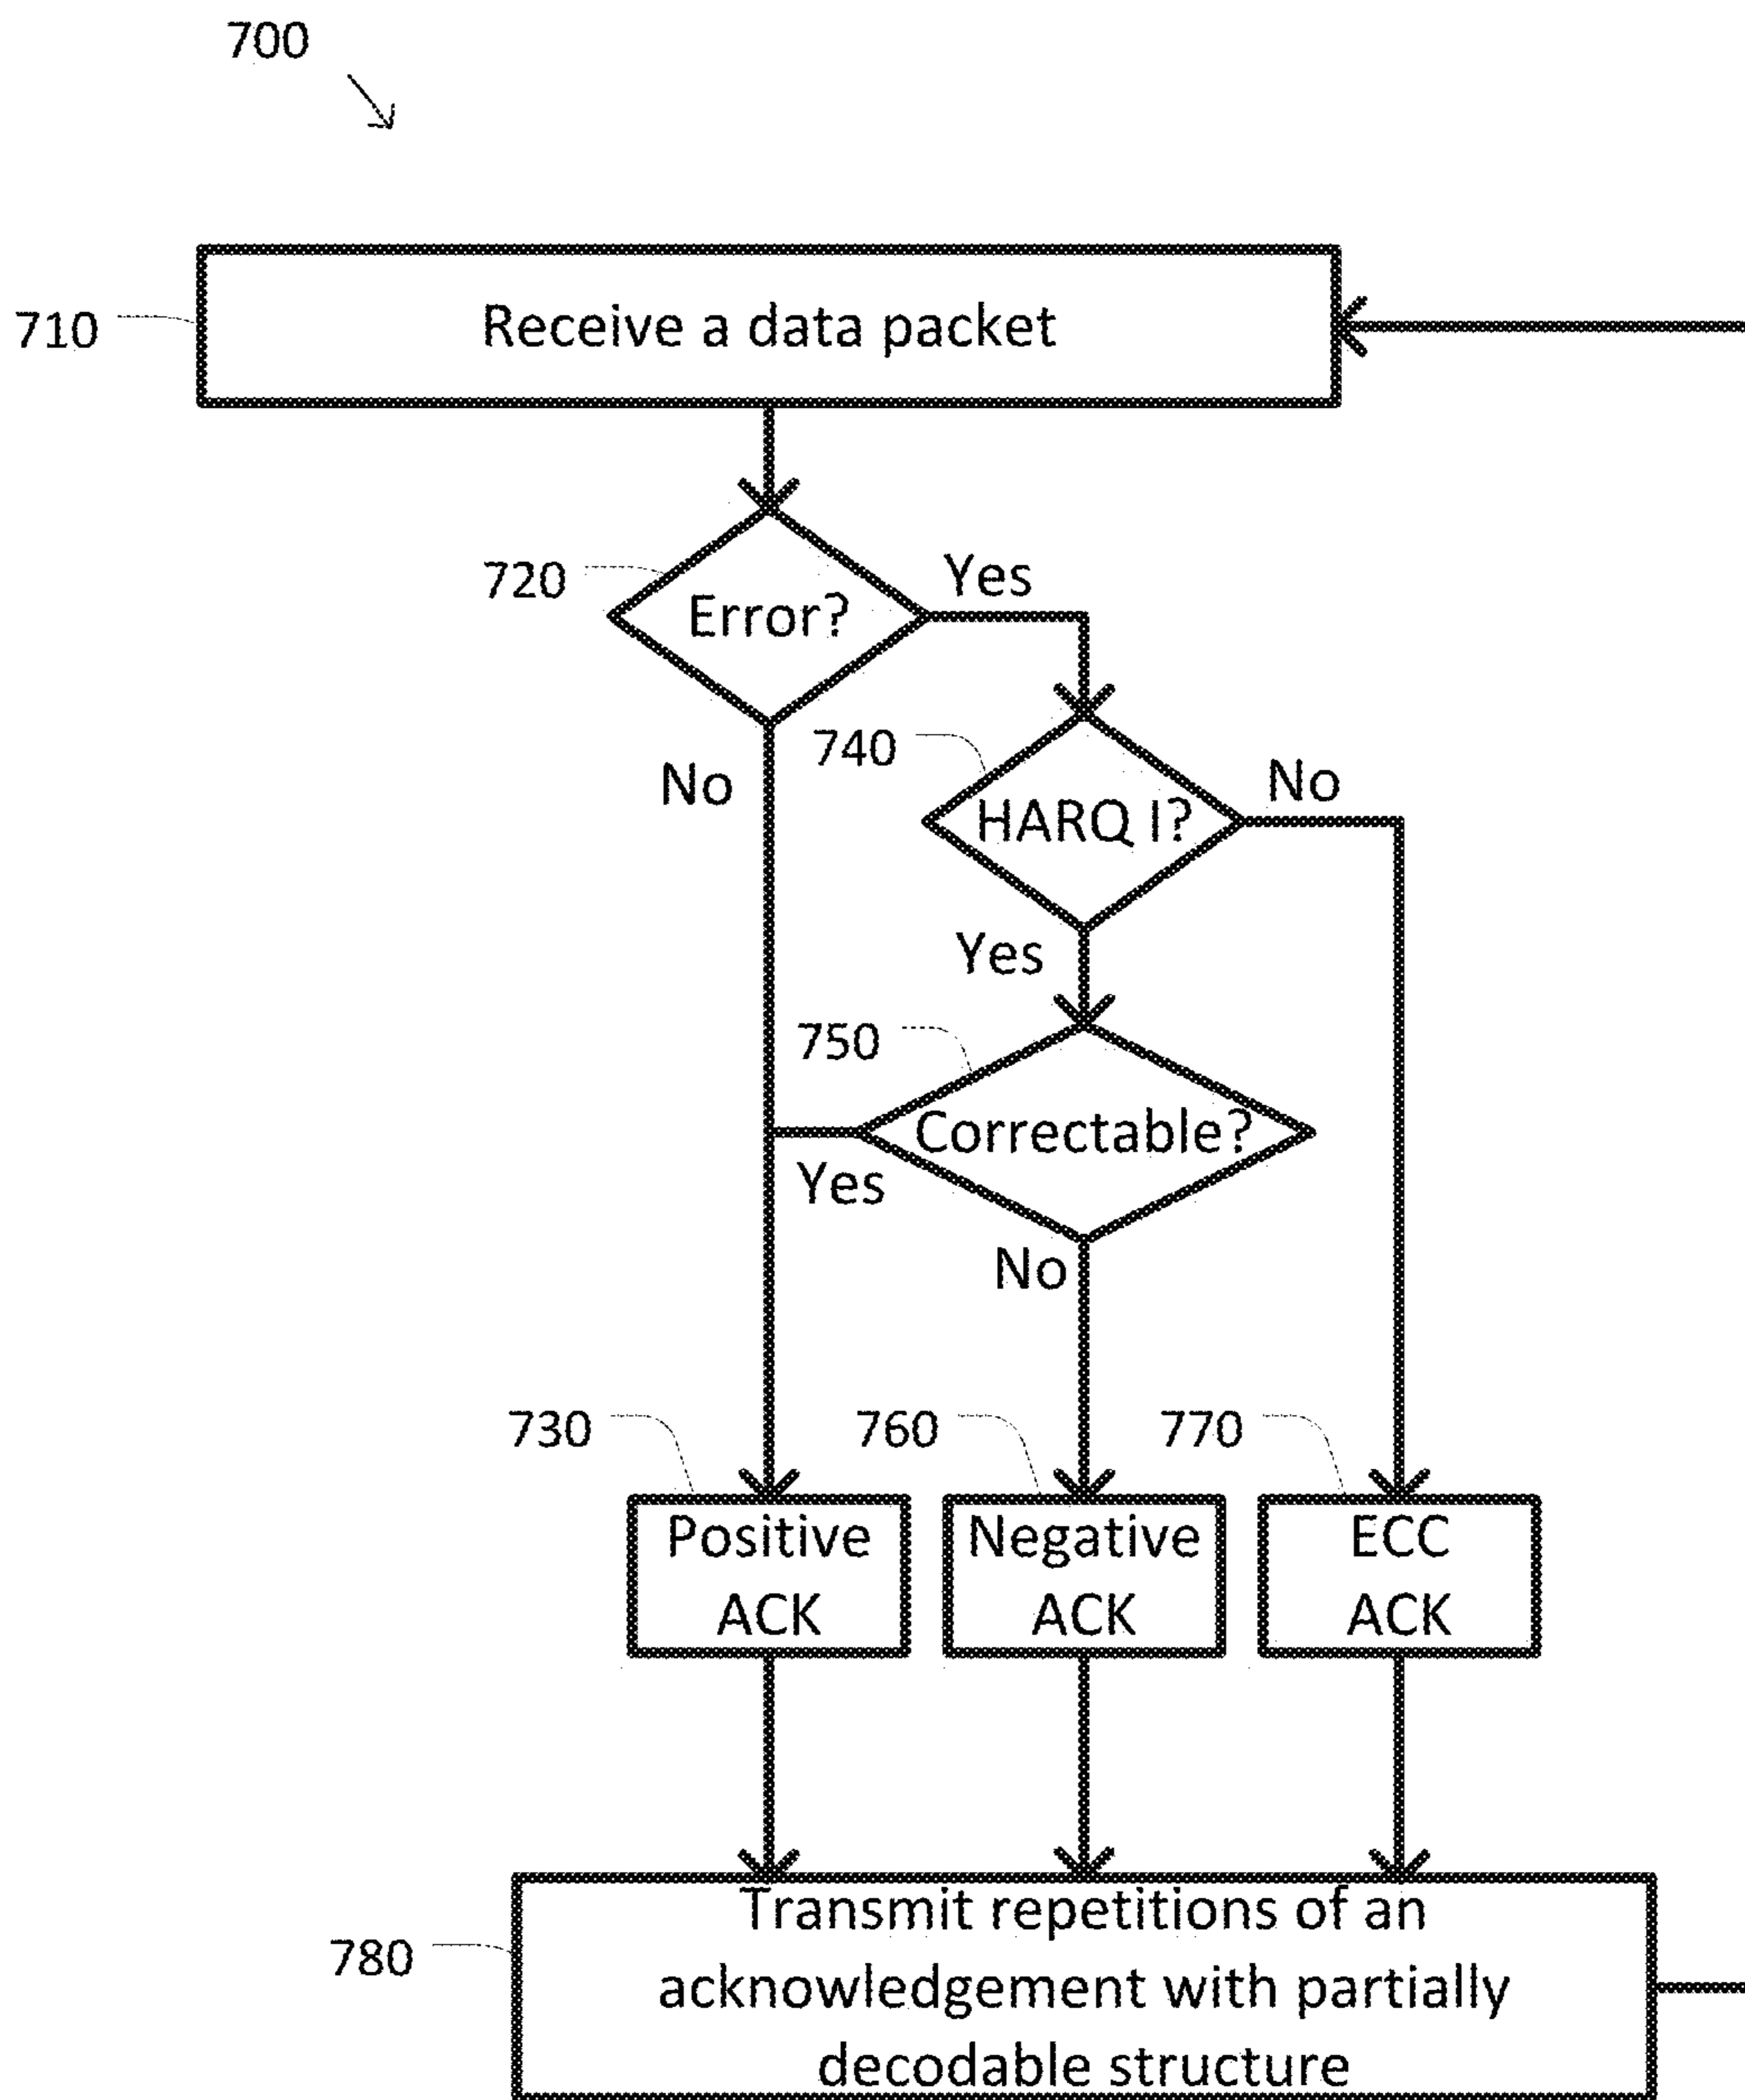 700
710
Receive a data packet
720
Error?
Yes
No
740
HARQ I?
No
Yes
750
Correctable?
Yes
No
730
760
770
Positive
ACK
Negative
ACK
ECC
ACK
780
Transmit repetitions of an
acknowledgement with partially
decodable structure